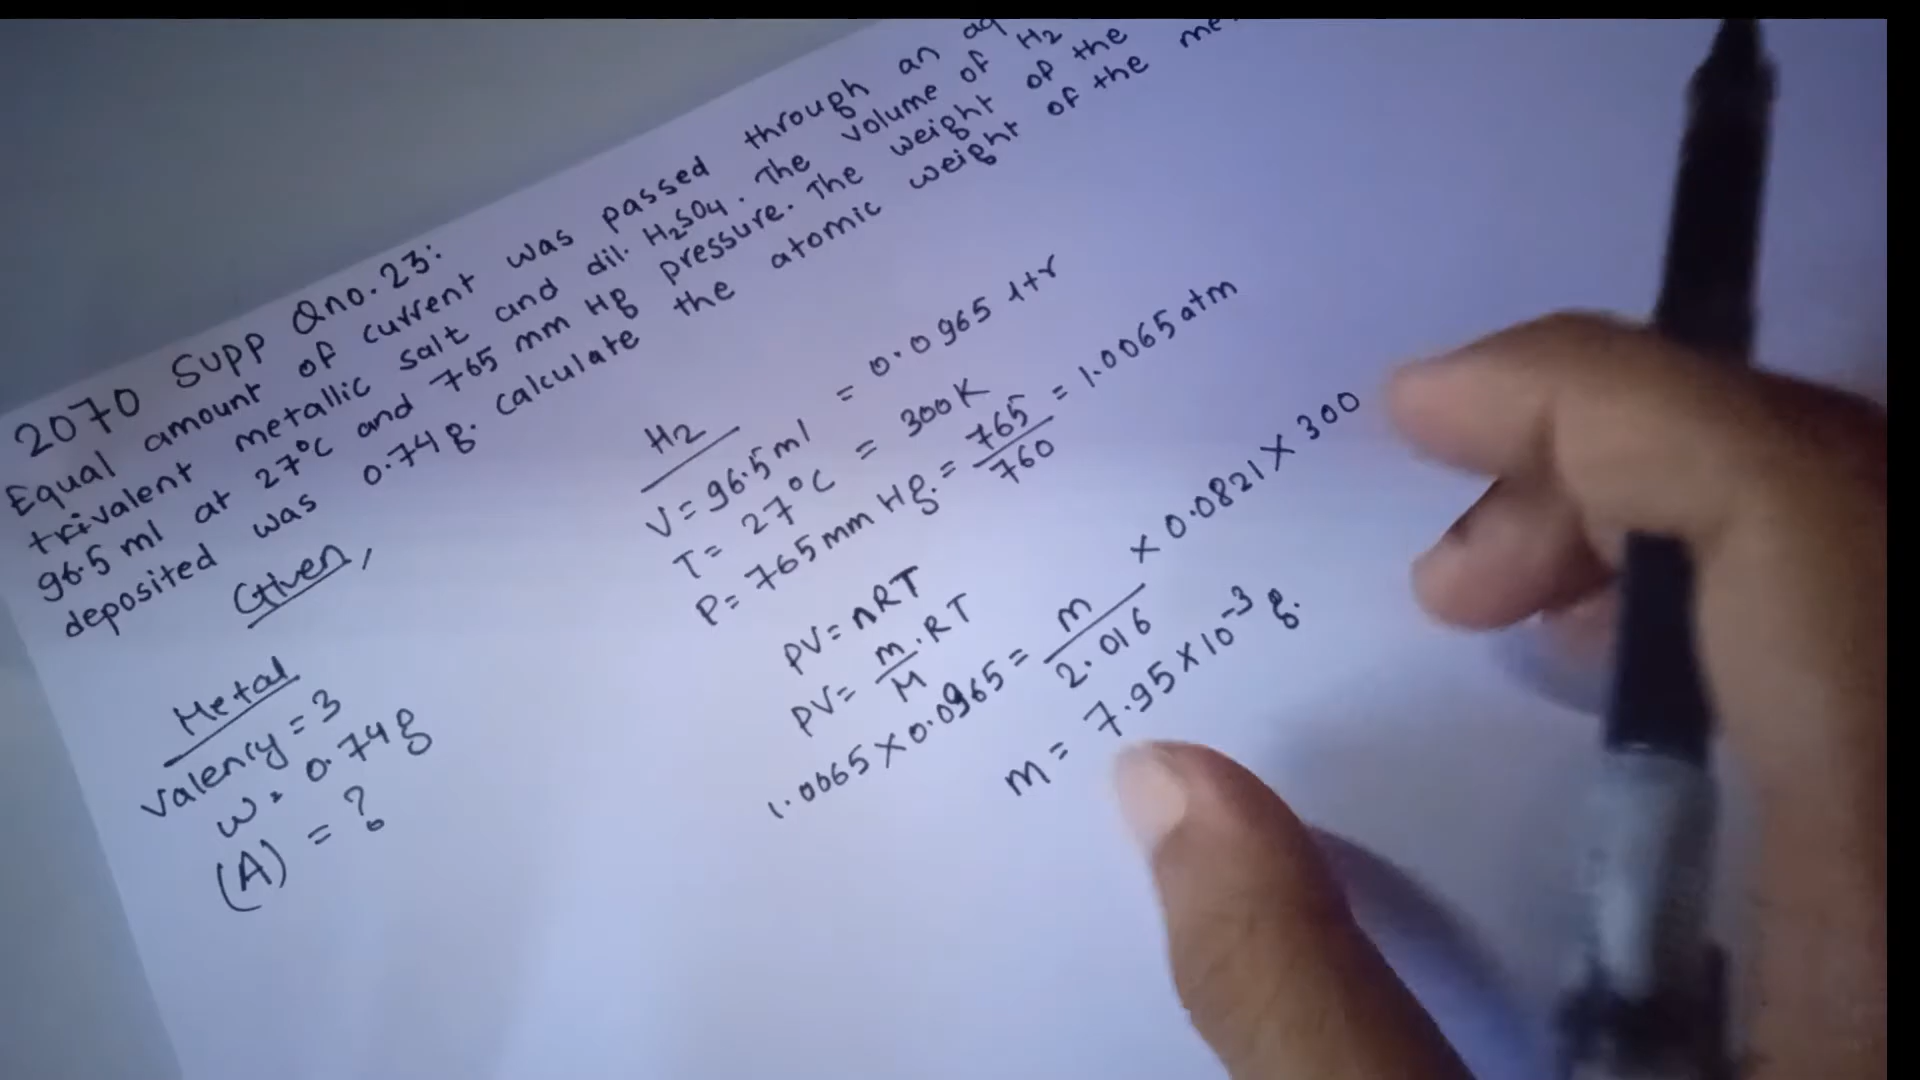 2070 SUPP Qno.23:
Equal amount of current was passed through an aq
trivalent metallic salt and dil. H2SO4. The volume of H2
96.5 ml at 27°C and 765 mm Hg pressure. The weight of the
deposited was 0.74 g. calculate the atomic weight of the me
Given,
Metal
Valency = 3
W = 0.74 g
(A) = ?
H2
V = 96.5 ml = 0.0965 ltr
T = 27°C = 300 K
P = 765 mm Hg. = 765/760 = 1.0065 atm
PV = nRT
PV = m/M . RT
1.0065 × 0.0965 = m/2.016 × 0.0821 × 300
m = 7.95 × 10⁻³ g.